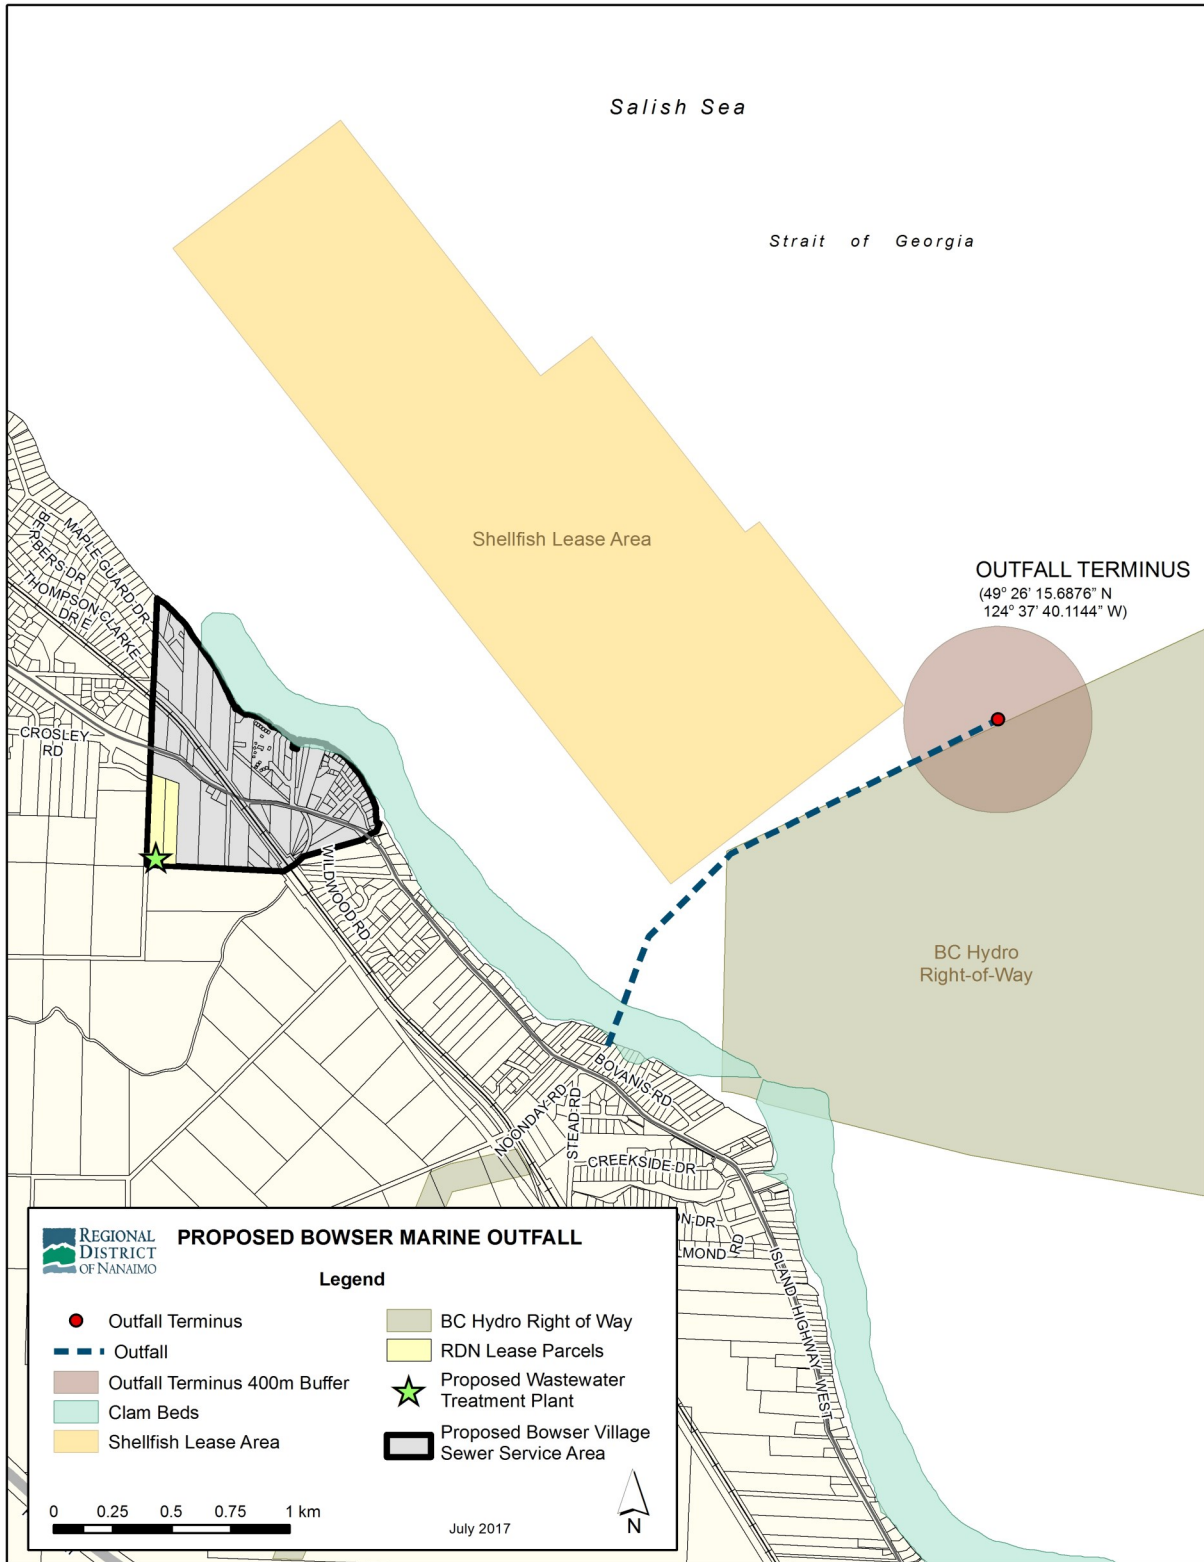 Salish Sea
Strait of Georgia
Shellfish Lease Area
OUTFALL TERMINUS
(49° 26' 15.6876" N
124° 37' 40.1144" W)
MAPLE GUARD DR
BERBERS DR
THOMPSON CLARKE
DR E
CROSLEY
RD
WILDWOOD RD
BC Hydro
Right-of-Way
BOVANIS RD
NOONDAY RD
STEAD RD
CREEKSIDE DR
ON DR
LMOND RD
ISLAND HIGHWAY WEST
REGIONAL
DISTRICT
OF NANAIMO
PROPOSED BOWSER MARINE OUTFALL
Legend
Outfall Terminus
Outfall
Outfall Terminus 400m Buffer
Clam Beds
Shellfish Lease Area
BC Hydro Right of Way
RDN Lease Parcels
Proposed Wastewater
Treatment Plant
Proposed Bowser Village
Sewer Service Area
0 0.25 0.5 0.75 1 km
July 2017
N